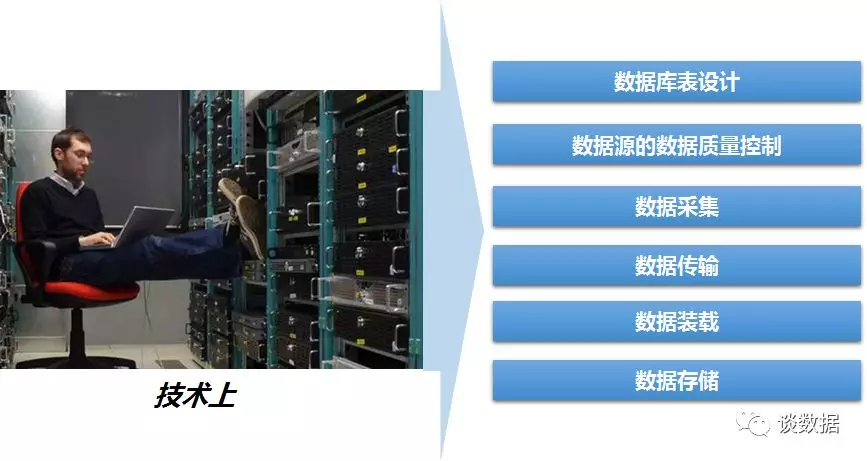 技术上
数据库表设计
数据源的数据质量控制
数据采集
数据传输
数据装载
数据存储
谈数据